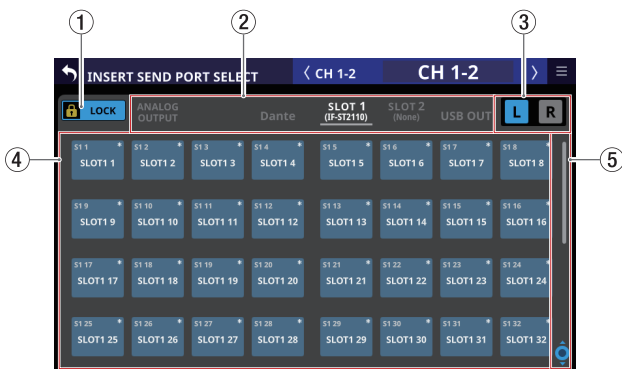 ① ② ③
INSERT SEND PORT SELECT 〈 CH 1-2 CH 1-2 〉 ≡
LOCK ANALOG OUTPUT Dante SLOT 1 (IF-ST2110) SLOT 2 (None) USB OUT L R
④ ⑤
S1 1 * S1 2 * S1 3 * S1 4 * S1 5 * S1 6 * S1 7 * S1 8 *
SLOT1 1 SLOT1 2 SLOT1 3 SLOT1 4 SLOT1 5 SLOT1 6 SLOT1 7 SLOT1 8
S1 9 * S1 10 * S1 11 * S1 12 * S1 13 * S1 14 * S1 15 * S1 16 *
SLOT1 9 SLOT1 10 SLOT1 11 SLOT1 12 SLOT1 13 SLOT1 14 SLOT1 15 SLOT1 16
S1 17 * S1 18 * S1 19 * S1 20 * S1 21 * S1 22 * S1 23 * S1 24 *
SLOT1 17 SLOT1 18 SLOT1 19 SLOT1 20 SLOT1 21 SLOT1 22 SLOT1 23 SLOT1 24
S1 25 * S1 26 * S1 27 * S1 28 * S1 29 * S1 30 * S1 31 * S1 32 *
SLOT1 25 SLOT1 26 SLOT1 27 SLOT1 28 SLOT1 29 SLOT1 30 SLOT1 31 SLOT1 32